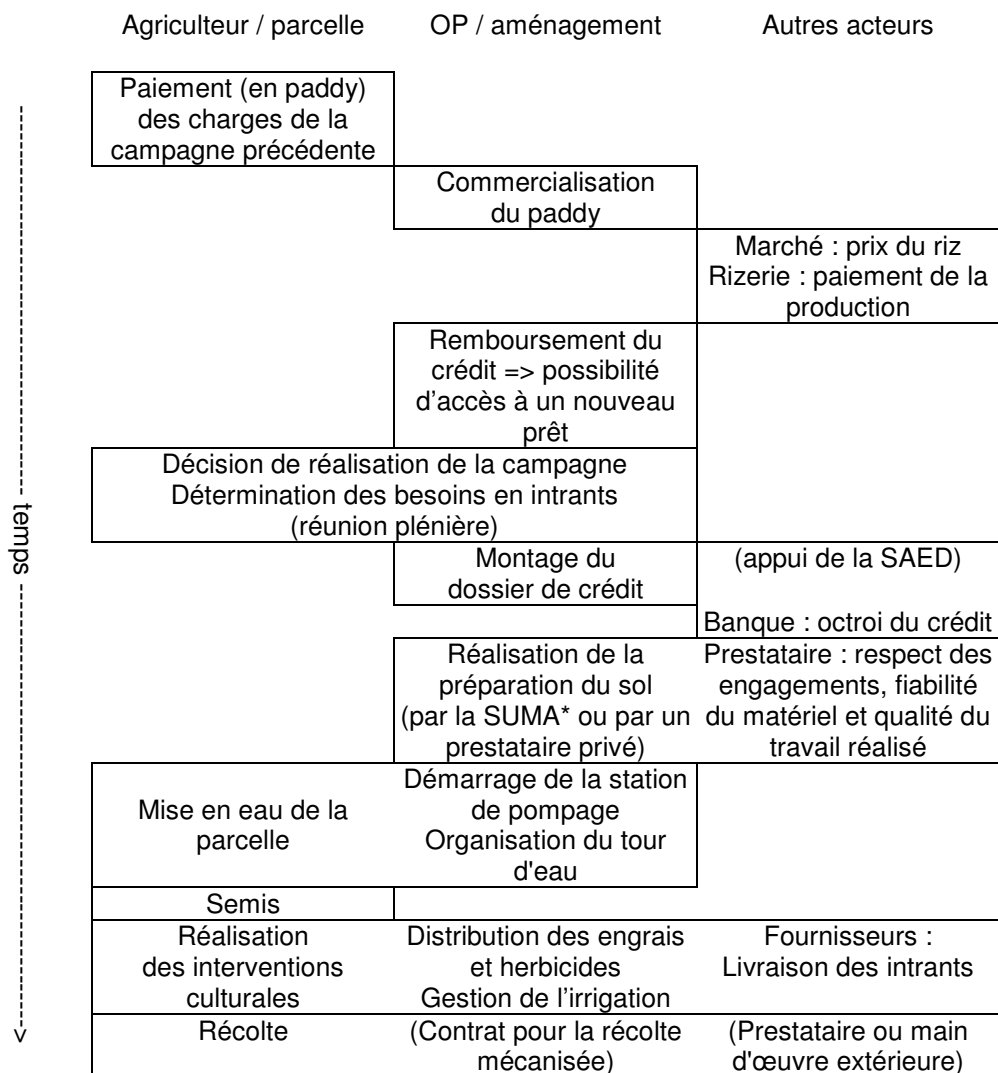 Agriculteur / parcelle OP / aménagement Autres acteurs
Paiement (en paddy)
des charges de la
campagne précédente
Commercialisation
du paddy
Marché : prix du riz
Rizerie : paiement de la
production
Remboursement du
crédit => possibilité
d'accès à un nouveau
prêt
Décision de réalisation de la campagne
Détermination des besoins en intrants
(réunion plénière)
Montage du
dossier de crédit
(appui de la SAED)
Banque : octroi du crédit
Réalisation de la
préparation du sol
(par la SUMA* ou par un
prestataire privé)
Prestataire : respect des
engagements, fiabilité
du matériel et qualité du
travail réalisé
Mise en eau de la
parcelle
Démarrage de la station
de pompage
Organisation du tour
d'eau
Semis
Réalisation
des interventions
culturales
Distribution des engrais
et herbicides
Gestion de l'irrigation
Fournisseurs :
Livraison des intrants
Récolte
(Contrat pour la récolte
mécanisée)
(Prestataire ou main
d'œuvre extérieure)
temps